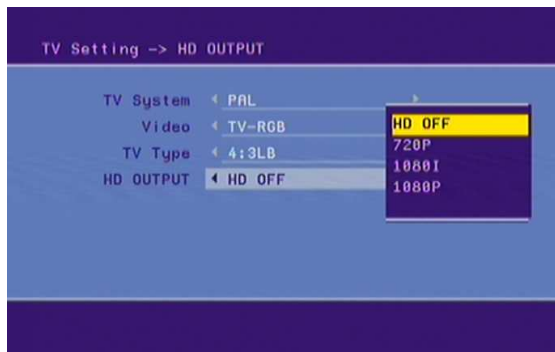 TV Setting -> HD OUTPUT
TV System PAL
Video TV-RGB
TV Type 4:3LB
HD OUTPUT HD OFF
HD OFF
720P
1080I
1080P